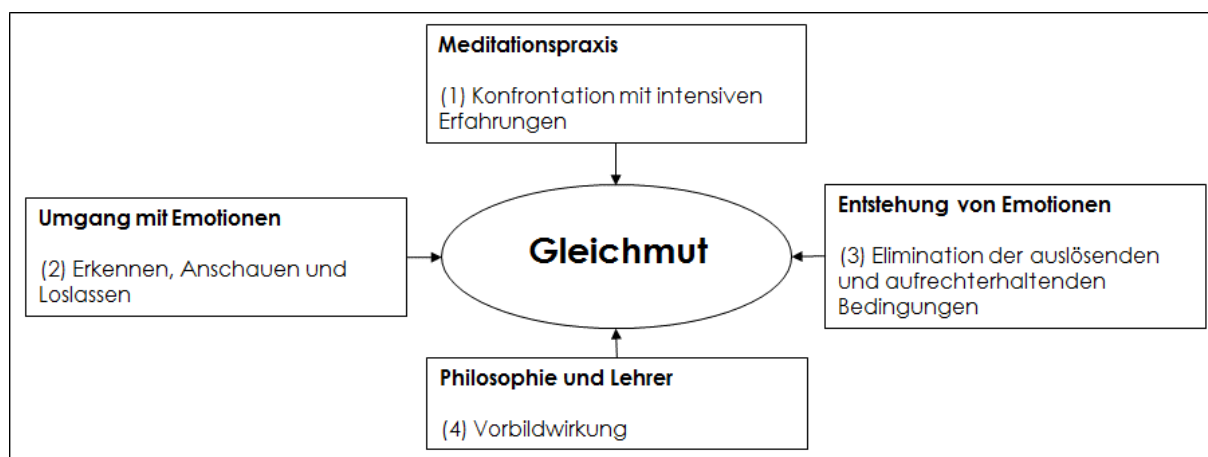 Meditationspraxis
(1) Konfrontation mit intensiven
Erfahrungen
Umgang mit Emotionen
(2) Erkennen, Anschauen und
Loslassen
Gleichmut
Entstehung von Emotionen
(3) Elimination der auslösenden
und aufrechterhaltenden
Bedingungen
Philosophie und Lehrer
(4) Vorbildwirkung